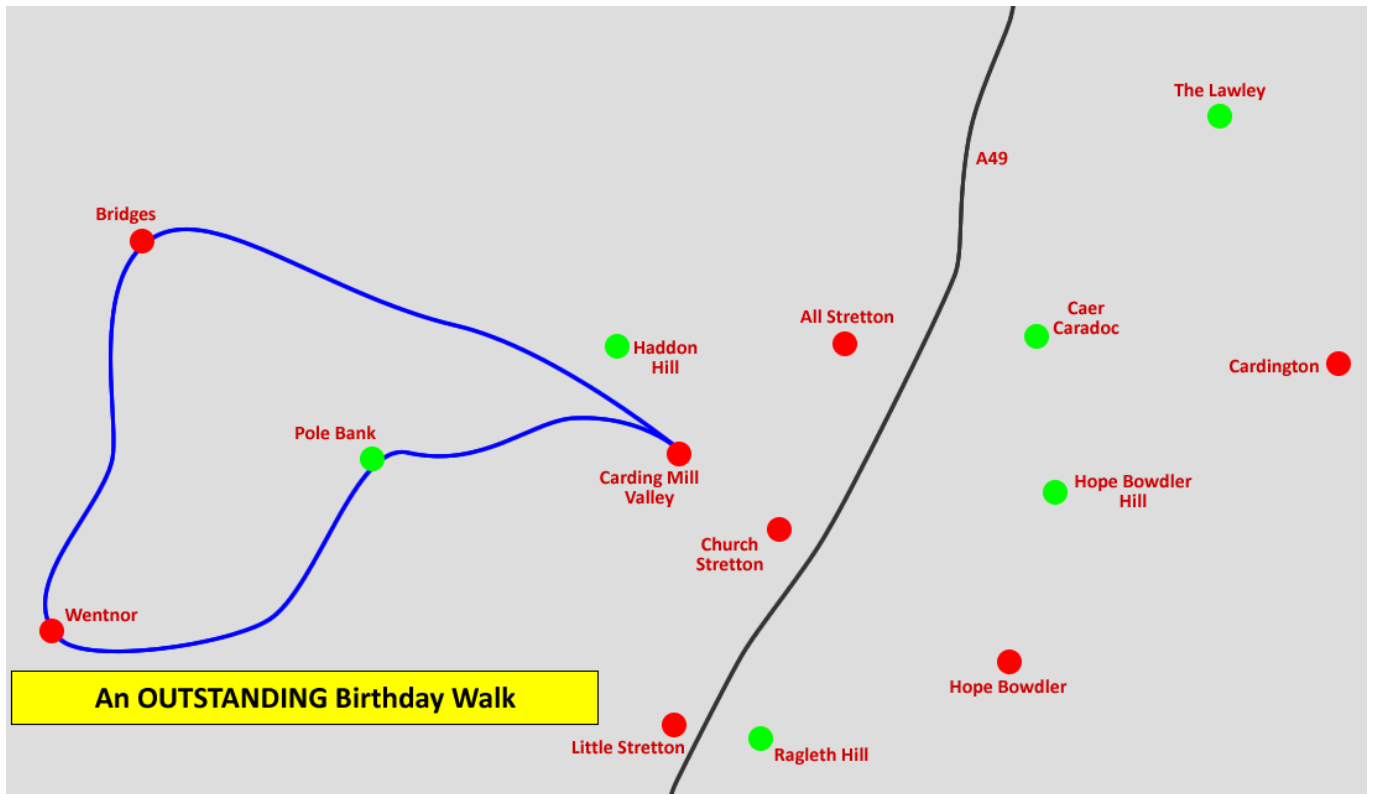 The Lawley
A49
Bridges
All Stretton
Caer
Caradoc
Haddon
Hill
Cardington
Pole Bank
Carding Mill
Valley
Hope Bowdler
Hill
Church
Stretton
Wentnor
Hope Bowdler
An OUTSTANDING Birthday Walk
Little Stretton
Ragleth Hill